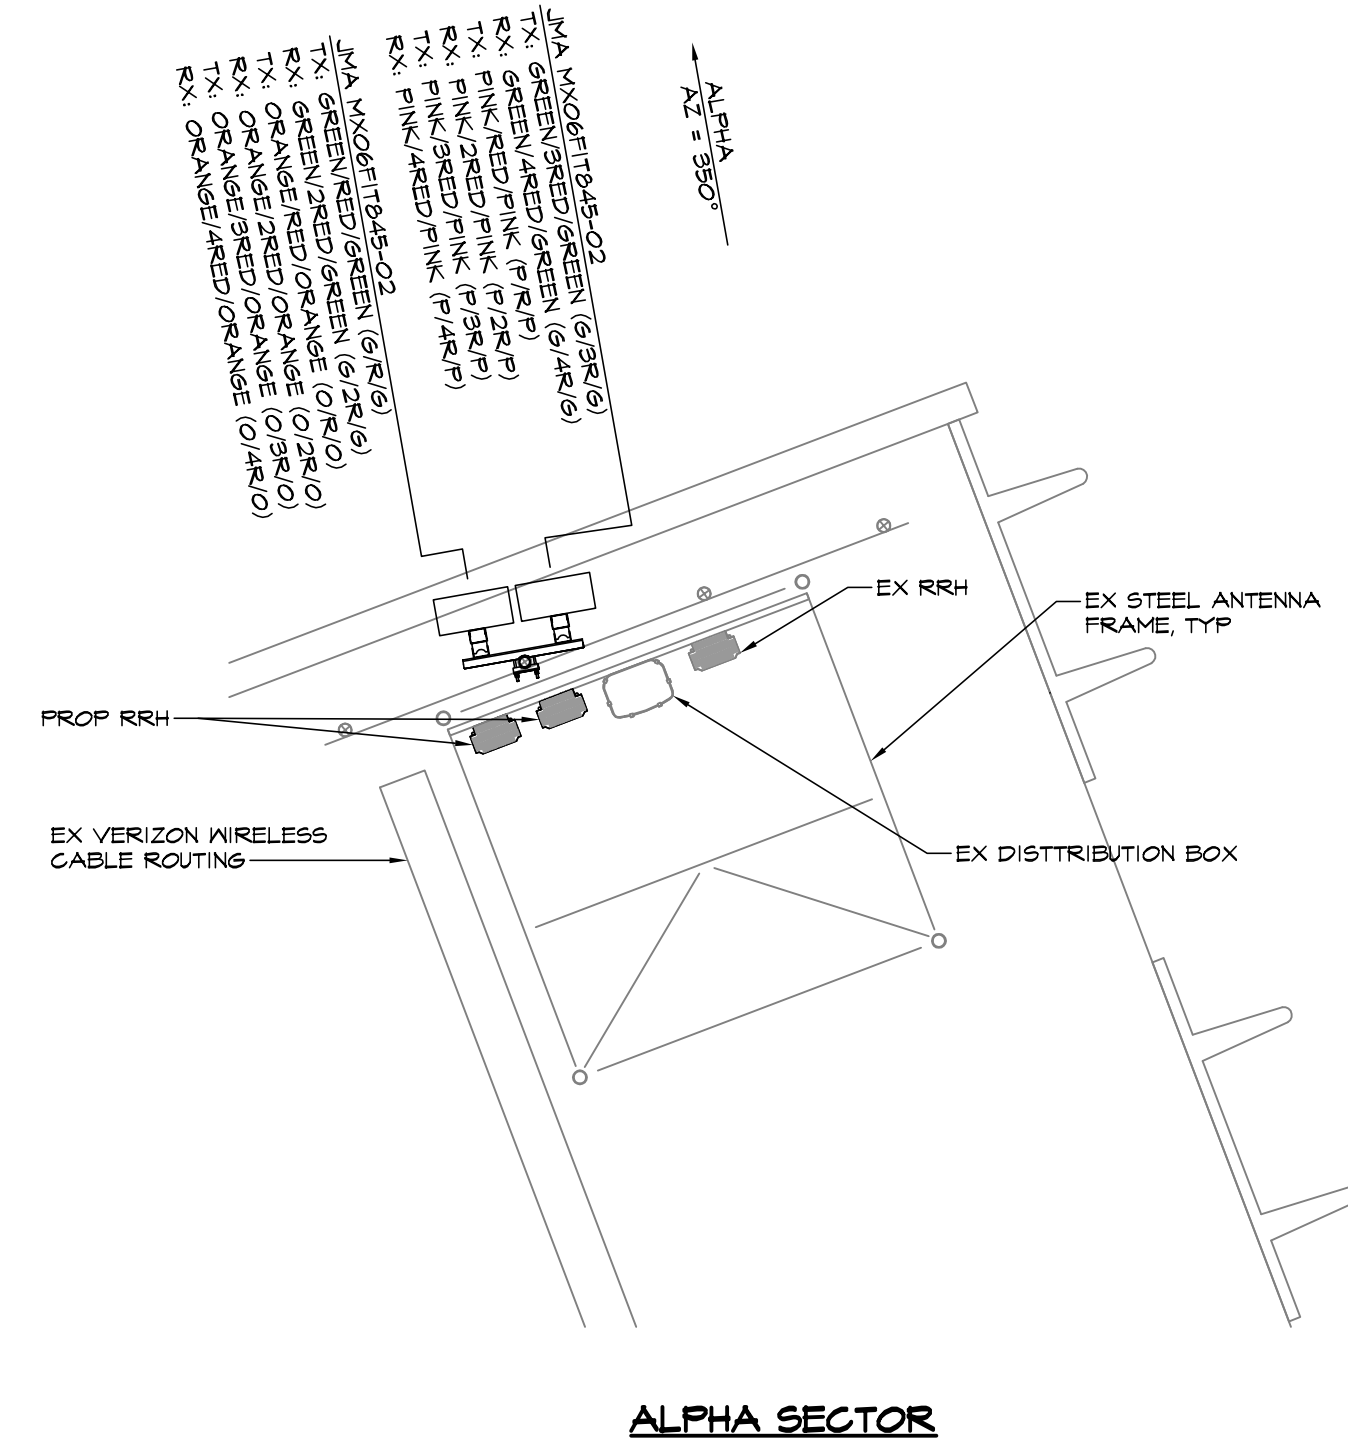 JMA MX06FIT845-02
TX: GREEN/RED/GREEN (G/R/G)
RX: GREEN/2RED/GREEN (G/2R/G)
TX: ORANGE/RED/ORANGE (O/R/O)
RX: ORANGE/2RED/ORANGE (O/2R/O)
TX: ORANGE/3RED/ORANGE (O/3R/O)
RX: ORANGE/4RED/ORANGE (O/4R/O)
JMA MX06FIT845-02
TX: GREEN/3RED/GREEN (G/3R/G)
RX: GREEN/4RED/GREEN (G/4R/G)
TX: PINK/RED/PINK (P/R/P)
RX: PINK/2RED/PINK (P/2R/P)
TX: PINK/3RED/PINK (P/3R/P)
RX: PINK/4RED/PINK (P/4R/P)
ALPHA
AZ = 350°
EX RRH
EX STEEL ANTENNA
FRAME, TYP
PROP RRH
EX VERIZON WIRELESS
CABLE ROUTING
EX DISTTRIBUTION BOX
ALPHA SECTOR